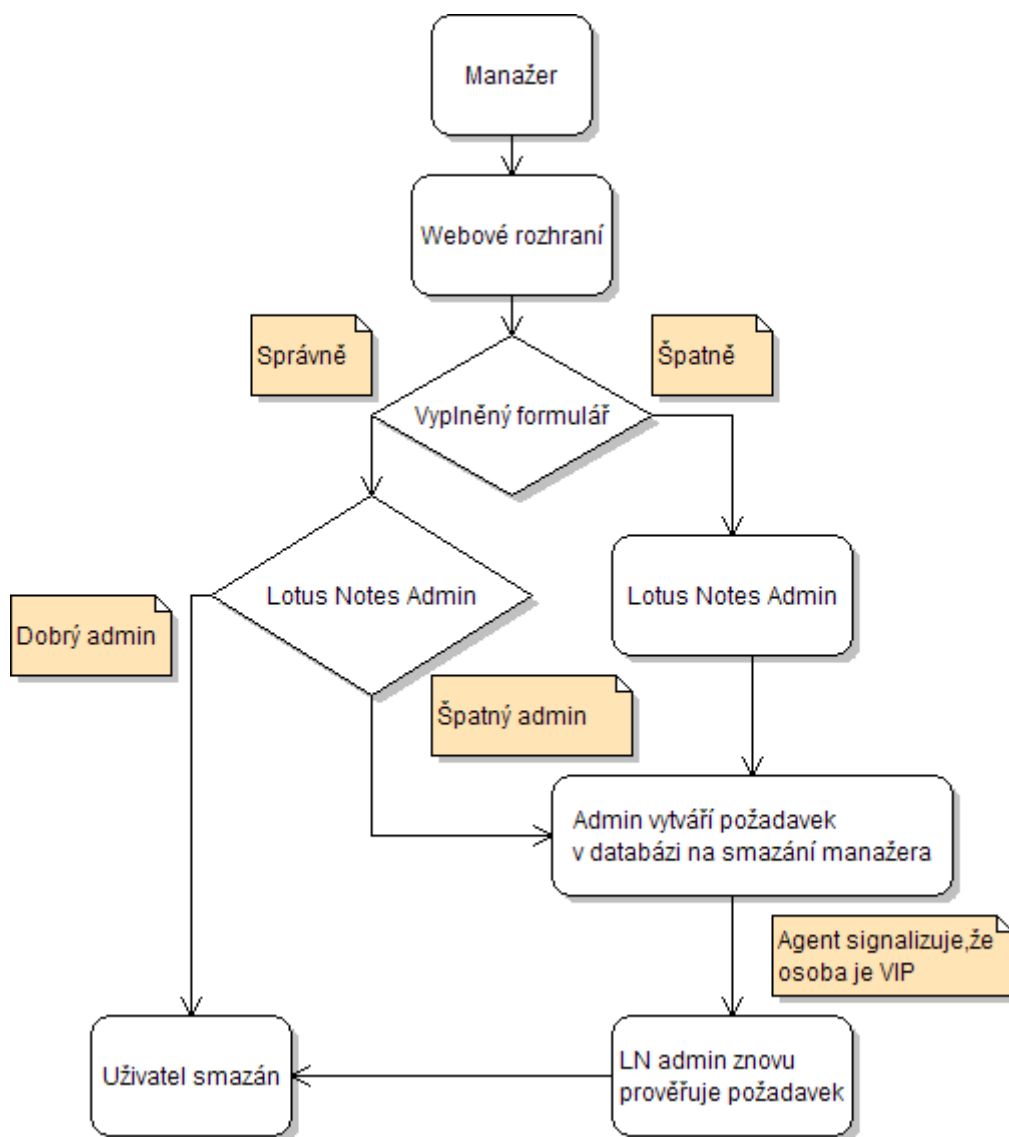 Manažer
Webové rozhraní
Správně
Špatně
Vyplněný formulář
Lotus Notes Admin
Lotus Notes Admin
Dobrý admin
Špatný admin
Admin vytváří požadavek
v databázi na smazání manažera
Agent signalizuje,že
osoba je VIP
Uživatel smazán
LN admin znovu
prověřuje požadavek